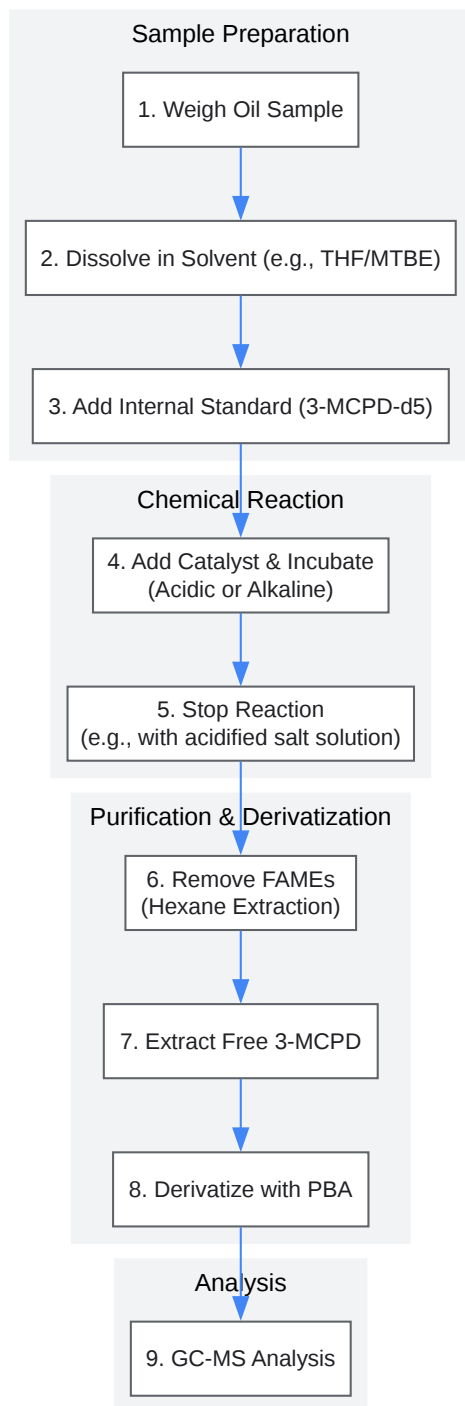 Sample Preparation
1. Weigh Oil Sample
2. Dissolve in Solvent (e.g., THF/MTBE)
3. Add Internal Standard (3-MCPD-d5)
Chemical Reaction
4. Add Catalyst & Incubate
(Acidic or Alkaline)
5. Stop Reaction
(e.g., with acidified salt solution)
Purification & Derivatization
6. Remove FAMEs
(Hexane Extraction)
7. Extract Free 3-MCPD
8. Derivatize with PBA
Analysis
9. GC-MS Analysis